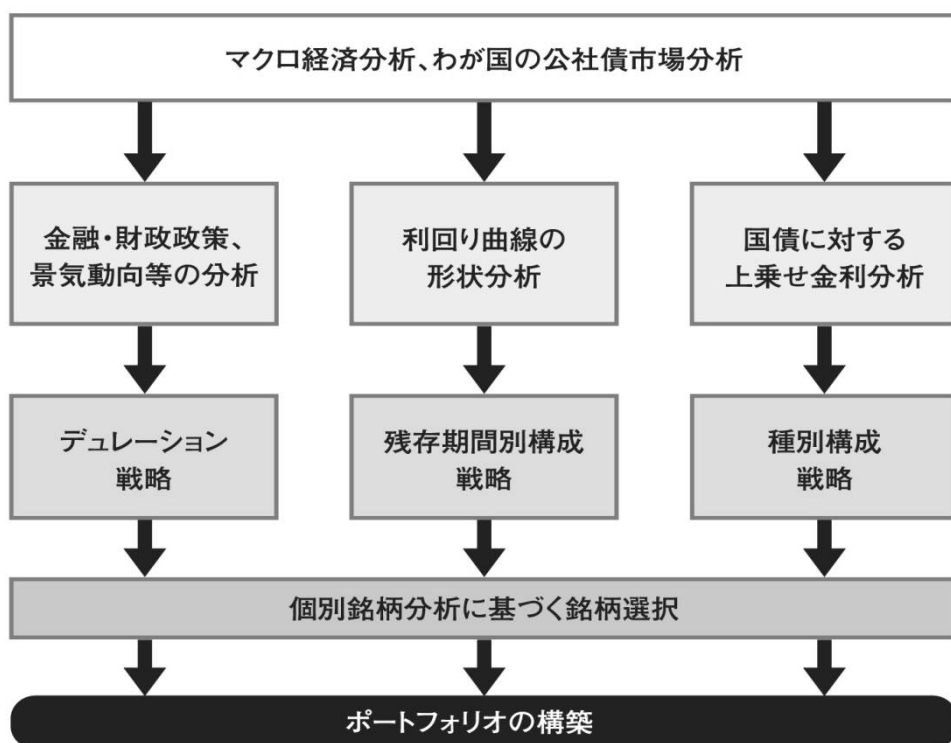 マクロ経済分析、わが国の公社債市場分析
金融・財政政策、
景気動向等の分析
利回り曲線の
形状分析
国債に対する
上乗せ金利分析
デュレーション
戦略
残存期間別構成
戦略
種別構成
戦略
個別銘柄分析に基づく銘柄選択
ポートフォリオの構築